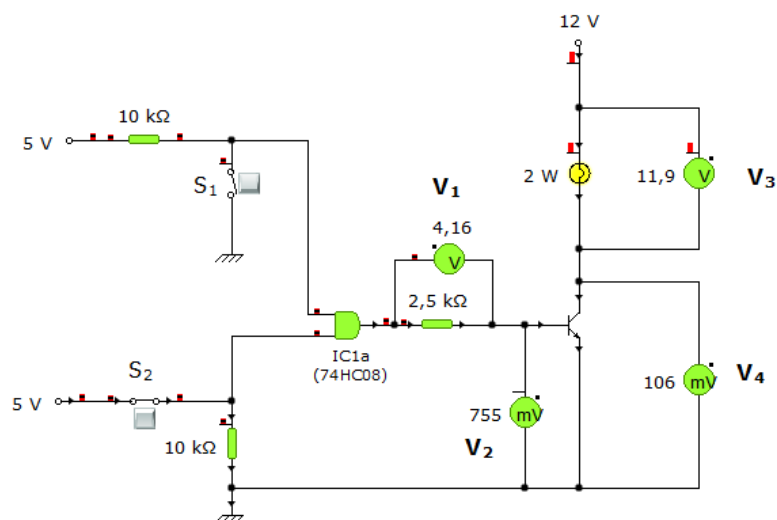 12 V
10 kΩ
5 V
S1
V1
4,16
V
2 W
11,9
V
V3
2,5 kΩ
IC1a
(74HC08)
S2
5 V
10 kΩ
755
mV
V2
106
mV
V4